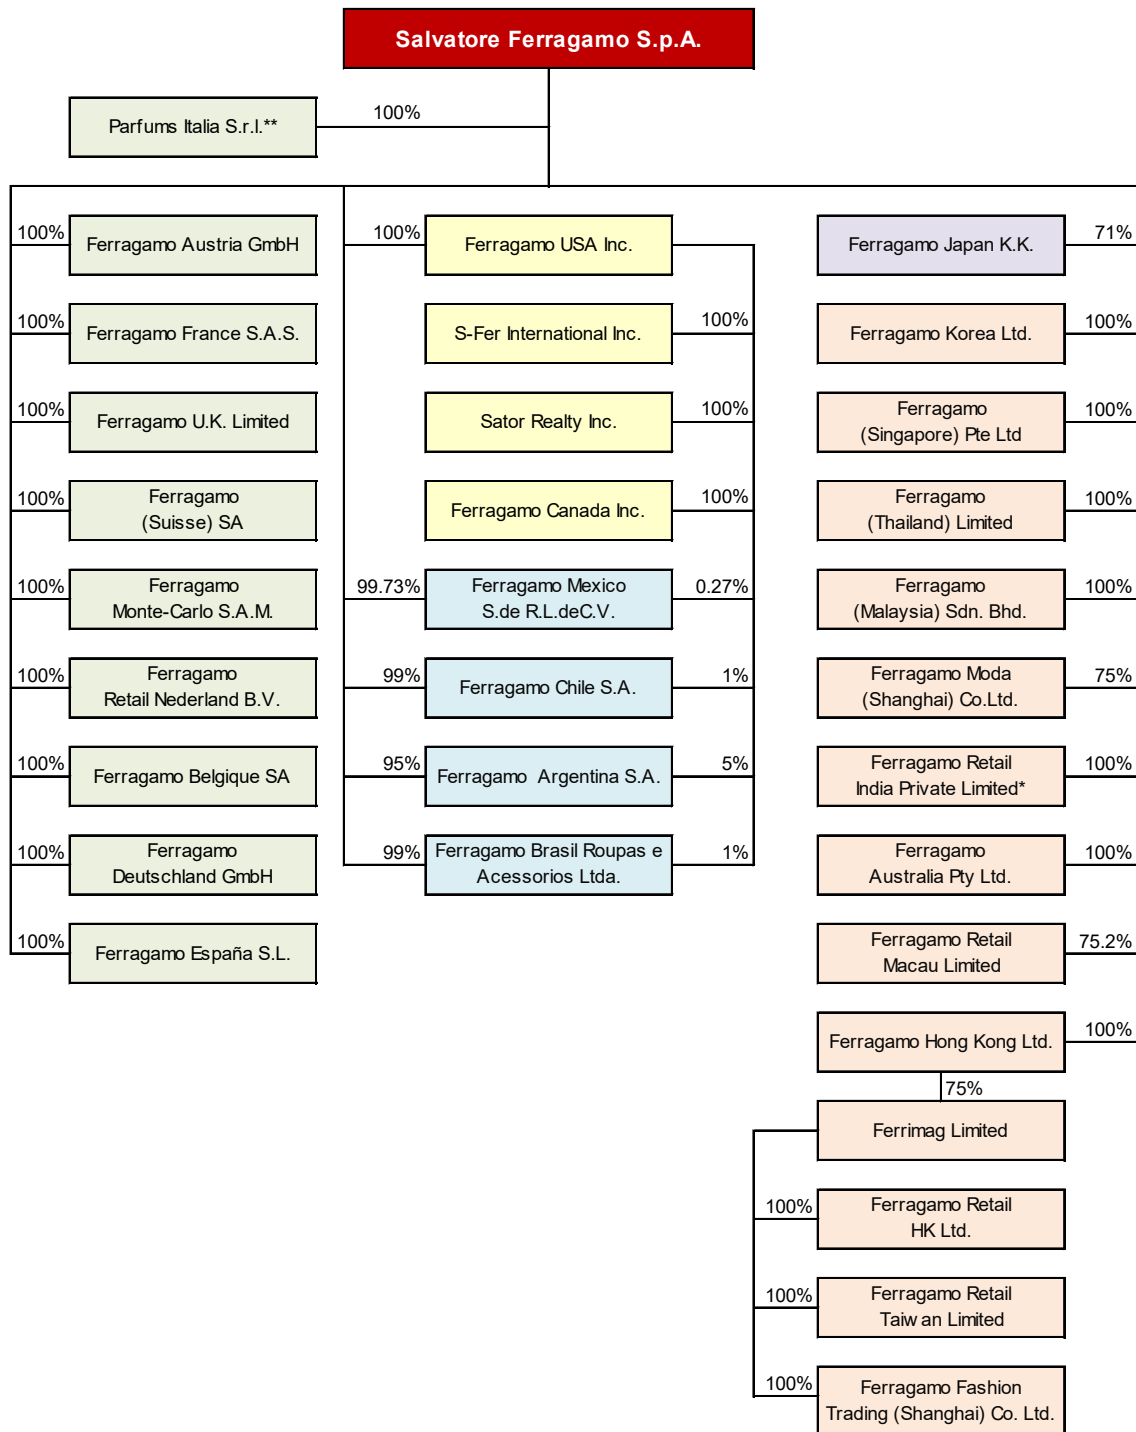 Salvatore Ferragamo S.p.A.
Parfums Italia S.r.l.**
100%
100%
Ferragamo Austria GmbH
100%
Ferragamo USA Inc.
Ferragamo Japan K.K.
71%
100%
Ferragamo France S.A.S.
S-Fer International Inc.
100%
Ferragamo Korea Ltd.
100%
100%
Ferragamo U.K. Limited
Sator Realty Inc.
100%
Ferragamo
(Singapore) Pte Ltd
100%
100%
Ferragamo
(Suisse) SA
Ferragamo Canada Inc.
100%
Ferragamo
(Thailand) Limited
100%
100%
Ferragamo
Monte-Carlo S.A.M.
99.73%
Ferragamo Mexico
S.de R.L.deC.V.
0.27%
Ferragamo
(Malaysia) Sdn. Bhd.
100%
100%
Ferragamo
Retail Nederland B.V.
99%
Ferragamo Chile S.A.
1%
Ferragamo Moda
(Shanghai) Co.Ltd.
75%
100%
Ferragamo Belgique SA
95%
Ferragamo Argentina S.A.
5%
Ferragamo Retail
India Private Limited*
100%
100%
Ferragamo
Deutschland GmbH
99%
Ferragamo Brasil Roupas e
Acessorios Ltda.
1%
Ferragamo
Australia Pty Ltd.
100%
100%
Ferragamo España S.L.
Ferragamo Retail
Macau Limited
75.2%
Ferragamo Hong Kong Ltd.
100%
75%
Ferrimag Limited
100%
Ferragamo Retail
HK Ltd.
100%
Ferragamo Retail
Taiwan Limited
100%
Ferragamo Fashion
Trading (Shanghai) Co. Ltd.